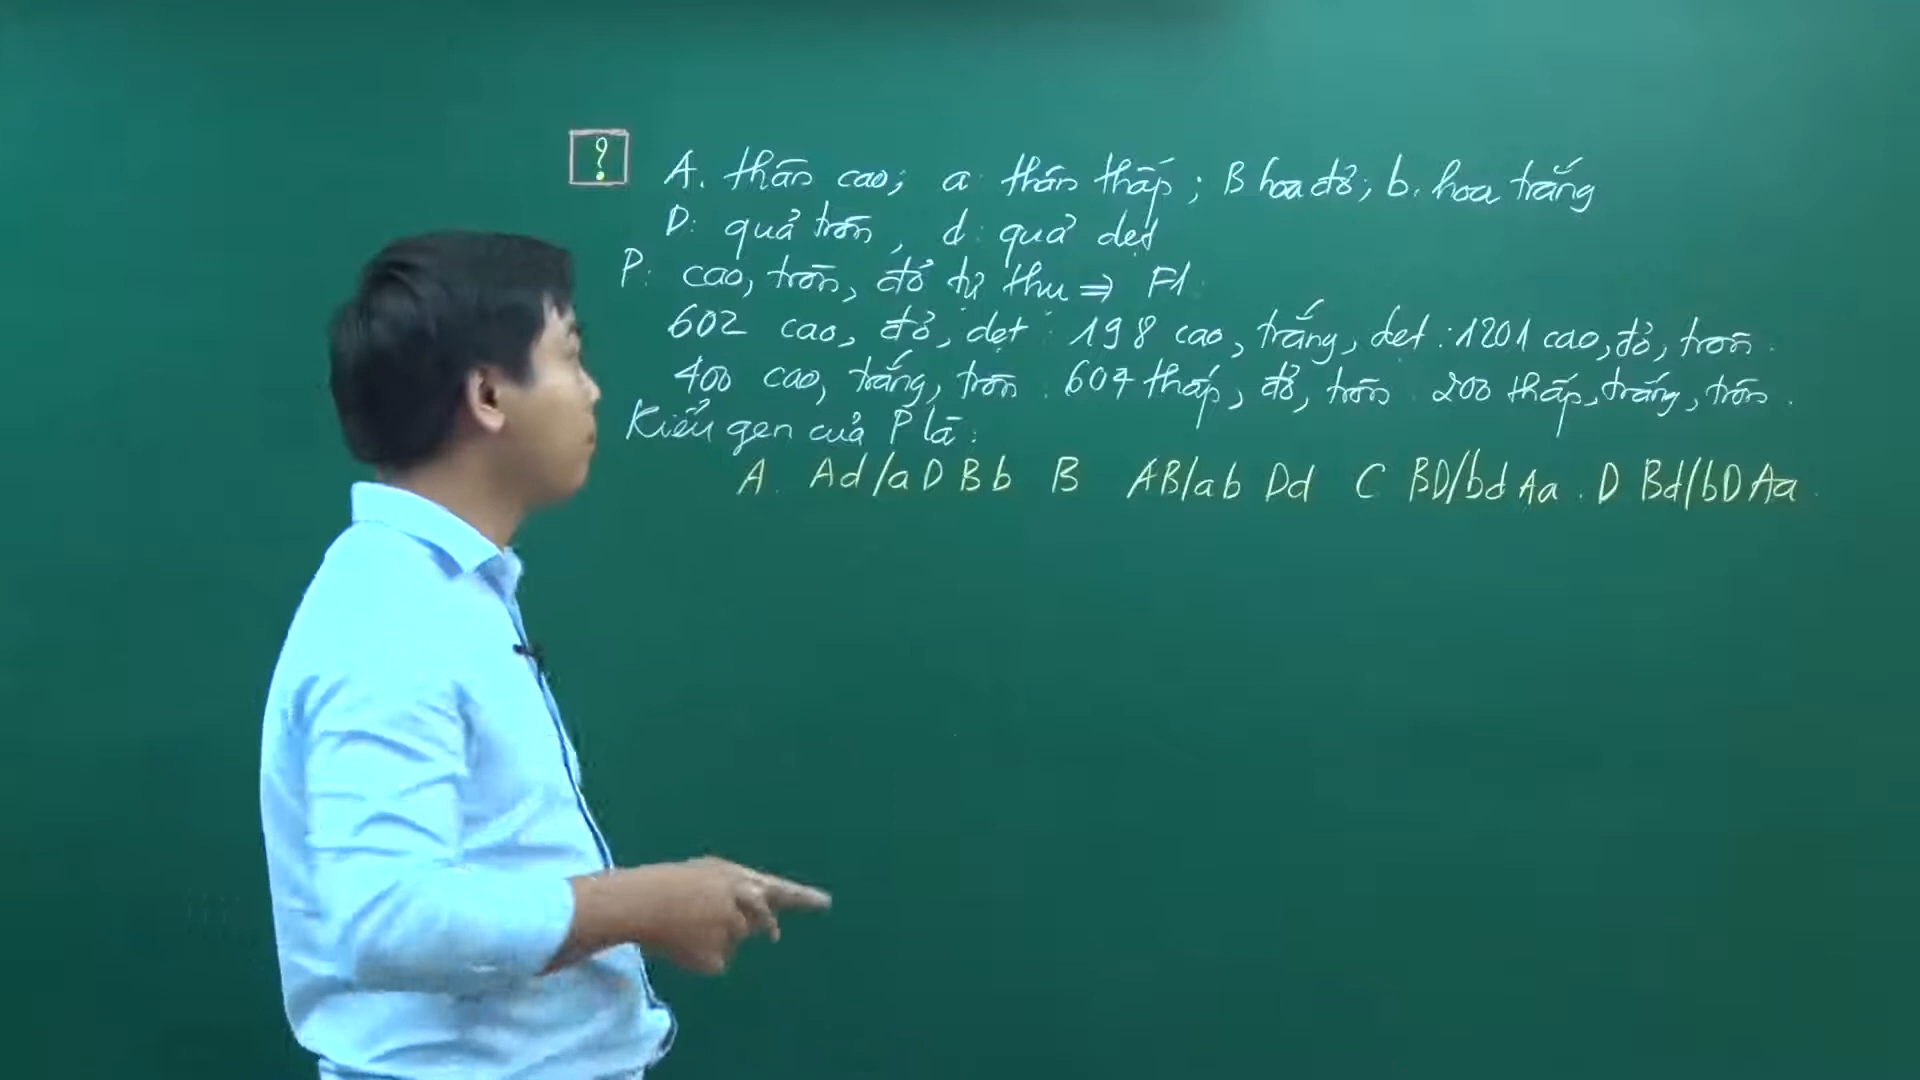 ?
A. thân cao; a: thân thấp; B hoa đỏ; b. hoa trắng
D: quả tròn, d: quả dẹt
P: cao, tròn, đỏ tự thụ ⇒ F1.
602 cao, đỏ, dẹt : 198 cao, trắng, dẹt : 1201 cao, đỏ, tròn.
400 cao, trắng, tròn. 604 thấp, đỏ, tròn. 200 thấp, trắng, tròn.
Kiểu gen của P là:
A. Ad/aD Bb B AB/ab Dd C BD/bd Aa. D Bd/bD Aa.